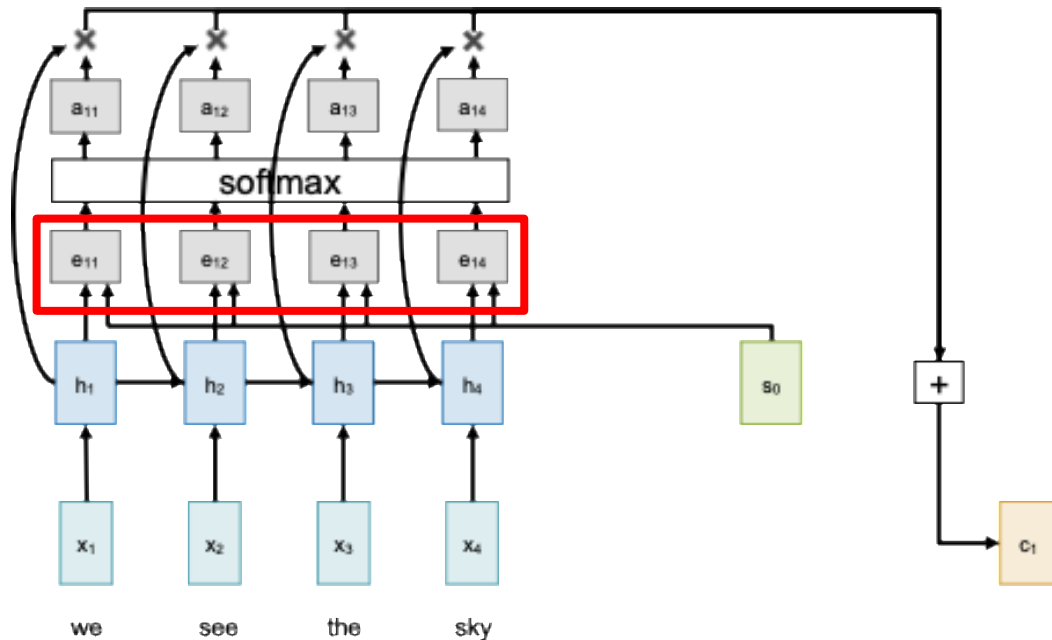 a₁₁ a₁₂ a₁₃ a₁₄
softmax
e₁₁ e₁₂ e₁₃ e₁₄
h₁ h₂ h₃ h₄ s₀ +
x₁ x₂ x₃ x₄ c₁
we see the sky